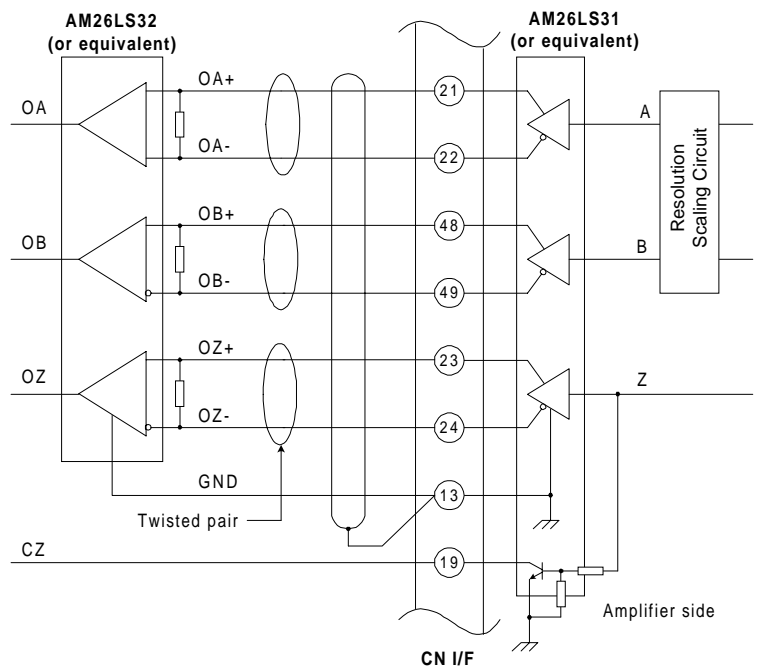 AM26LS32
(or equivalent)
AM26LS31
(or equivalent)
OA
OA+
21
A
OA-
22
Resolution
Scaling Circuit
OB
OB+
48
B
OB-
49
OZ
OZ+
23
Z
OZ-
24
GND
13
Twisted pair
CZ
19
Amplifier side
CN I/F